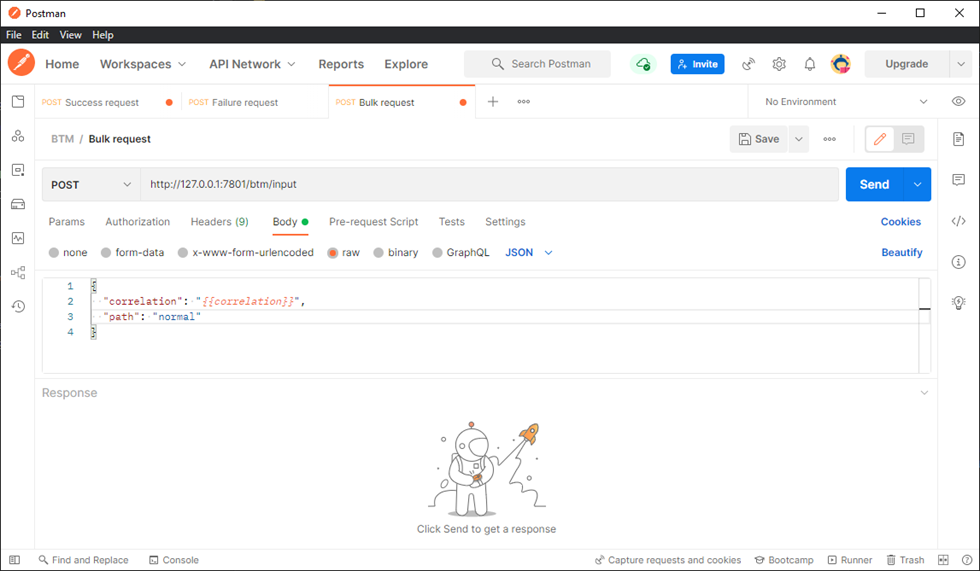 Postman
File Edit View Help
Home Workspaces API Network Reports Explore Search Postman Invite Upgrade
POST Success request POST Failure request POST Bulk request No Environment
BTM / Bulk request Save
POST http://127.0.0.1:7801/btm/input Send
Params Authorization Headers (9) Body Pre-request Script Tests Settings Cookies
none form-data x-www-form-urlencoded raw binary GraphQL JSON Beautify
1 {
2 "correlation": "{{correlation}}",
3 "path": "normal"
4 }
Response
Click Send to get a response
Find and Replace Console Capture requests and cookies Bootcamp Runner Trash